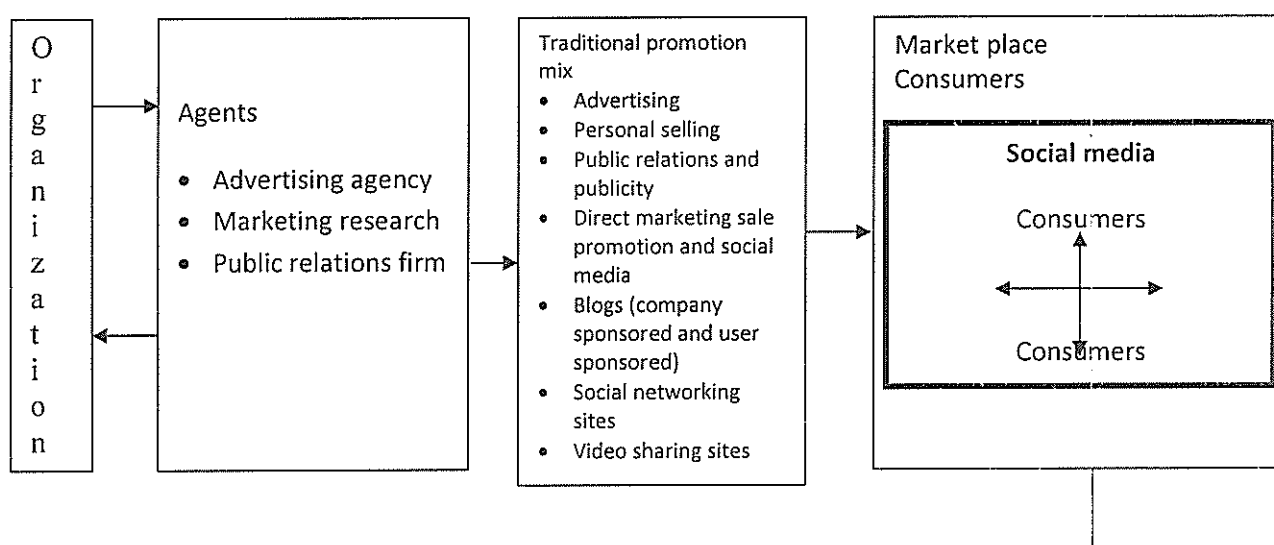 Organization
Agents
• Advertising agency
• Marketing research
• Public relations firm
Traditional promotion
mix
• Advertising
• Personal selling
• Public relations and
publicity
• Direct marketing sale
promotion and social
media
• Blogs (company
sponsored and user
sponsored)
• Social networking
sites
• Video sharing sites
Market place
Consumers
Social media
Consumers
Consumers